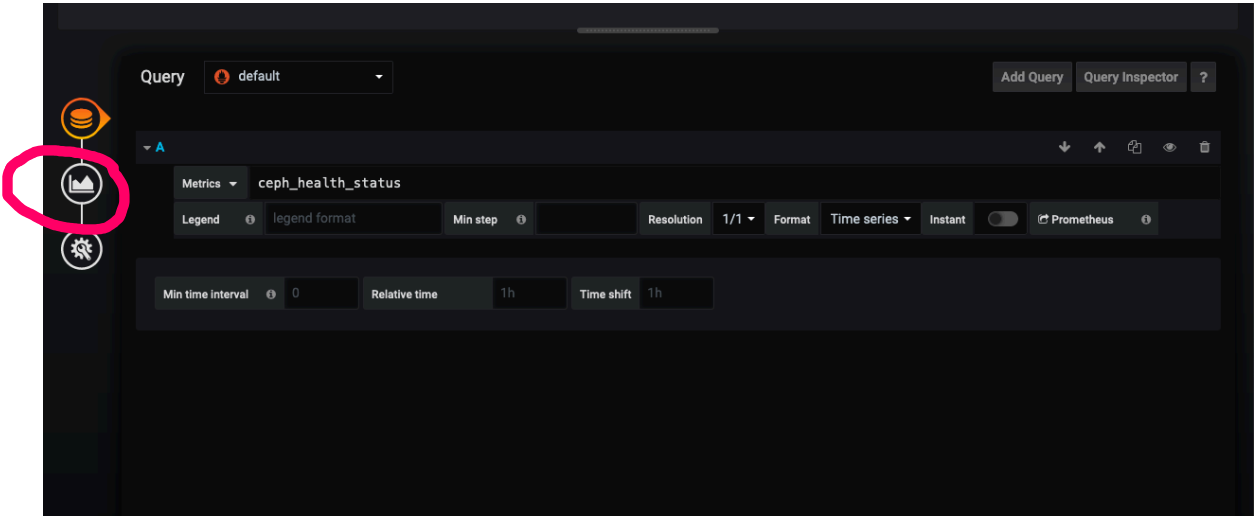 Query default Add Query Query Inspector ?
A
Metrics ceph_health_status
Legend legend format Min step Resolution 1/1 Format Time series Instant Prometheus
Min time interval 0 Relative time 1h Time shift 1h